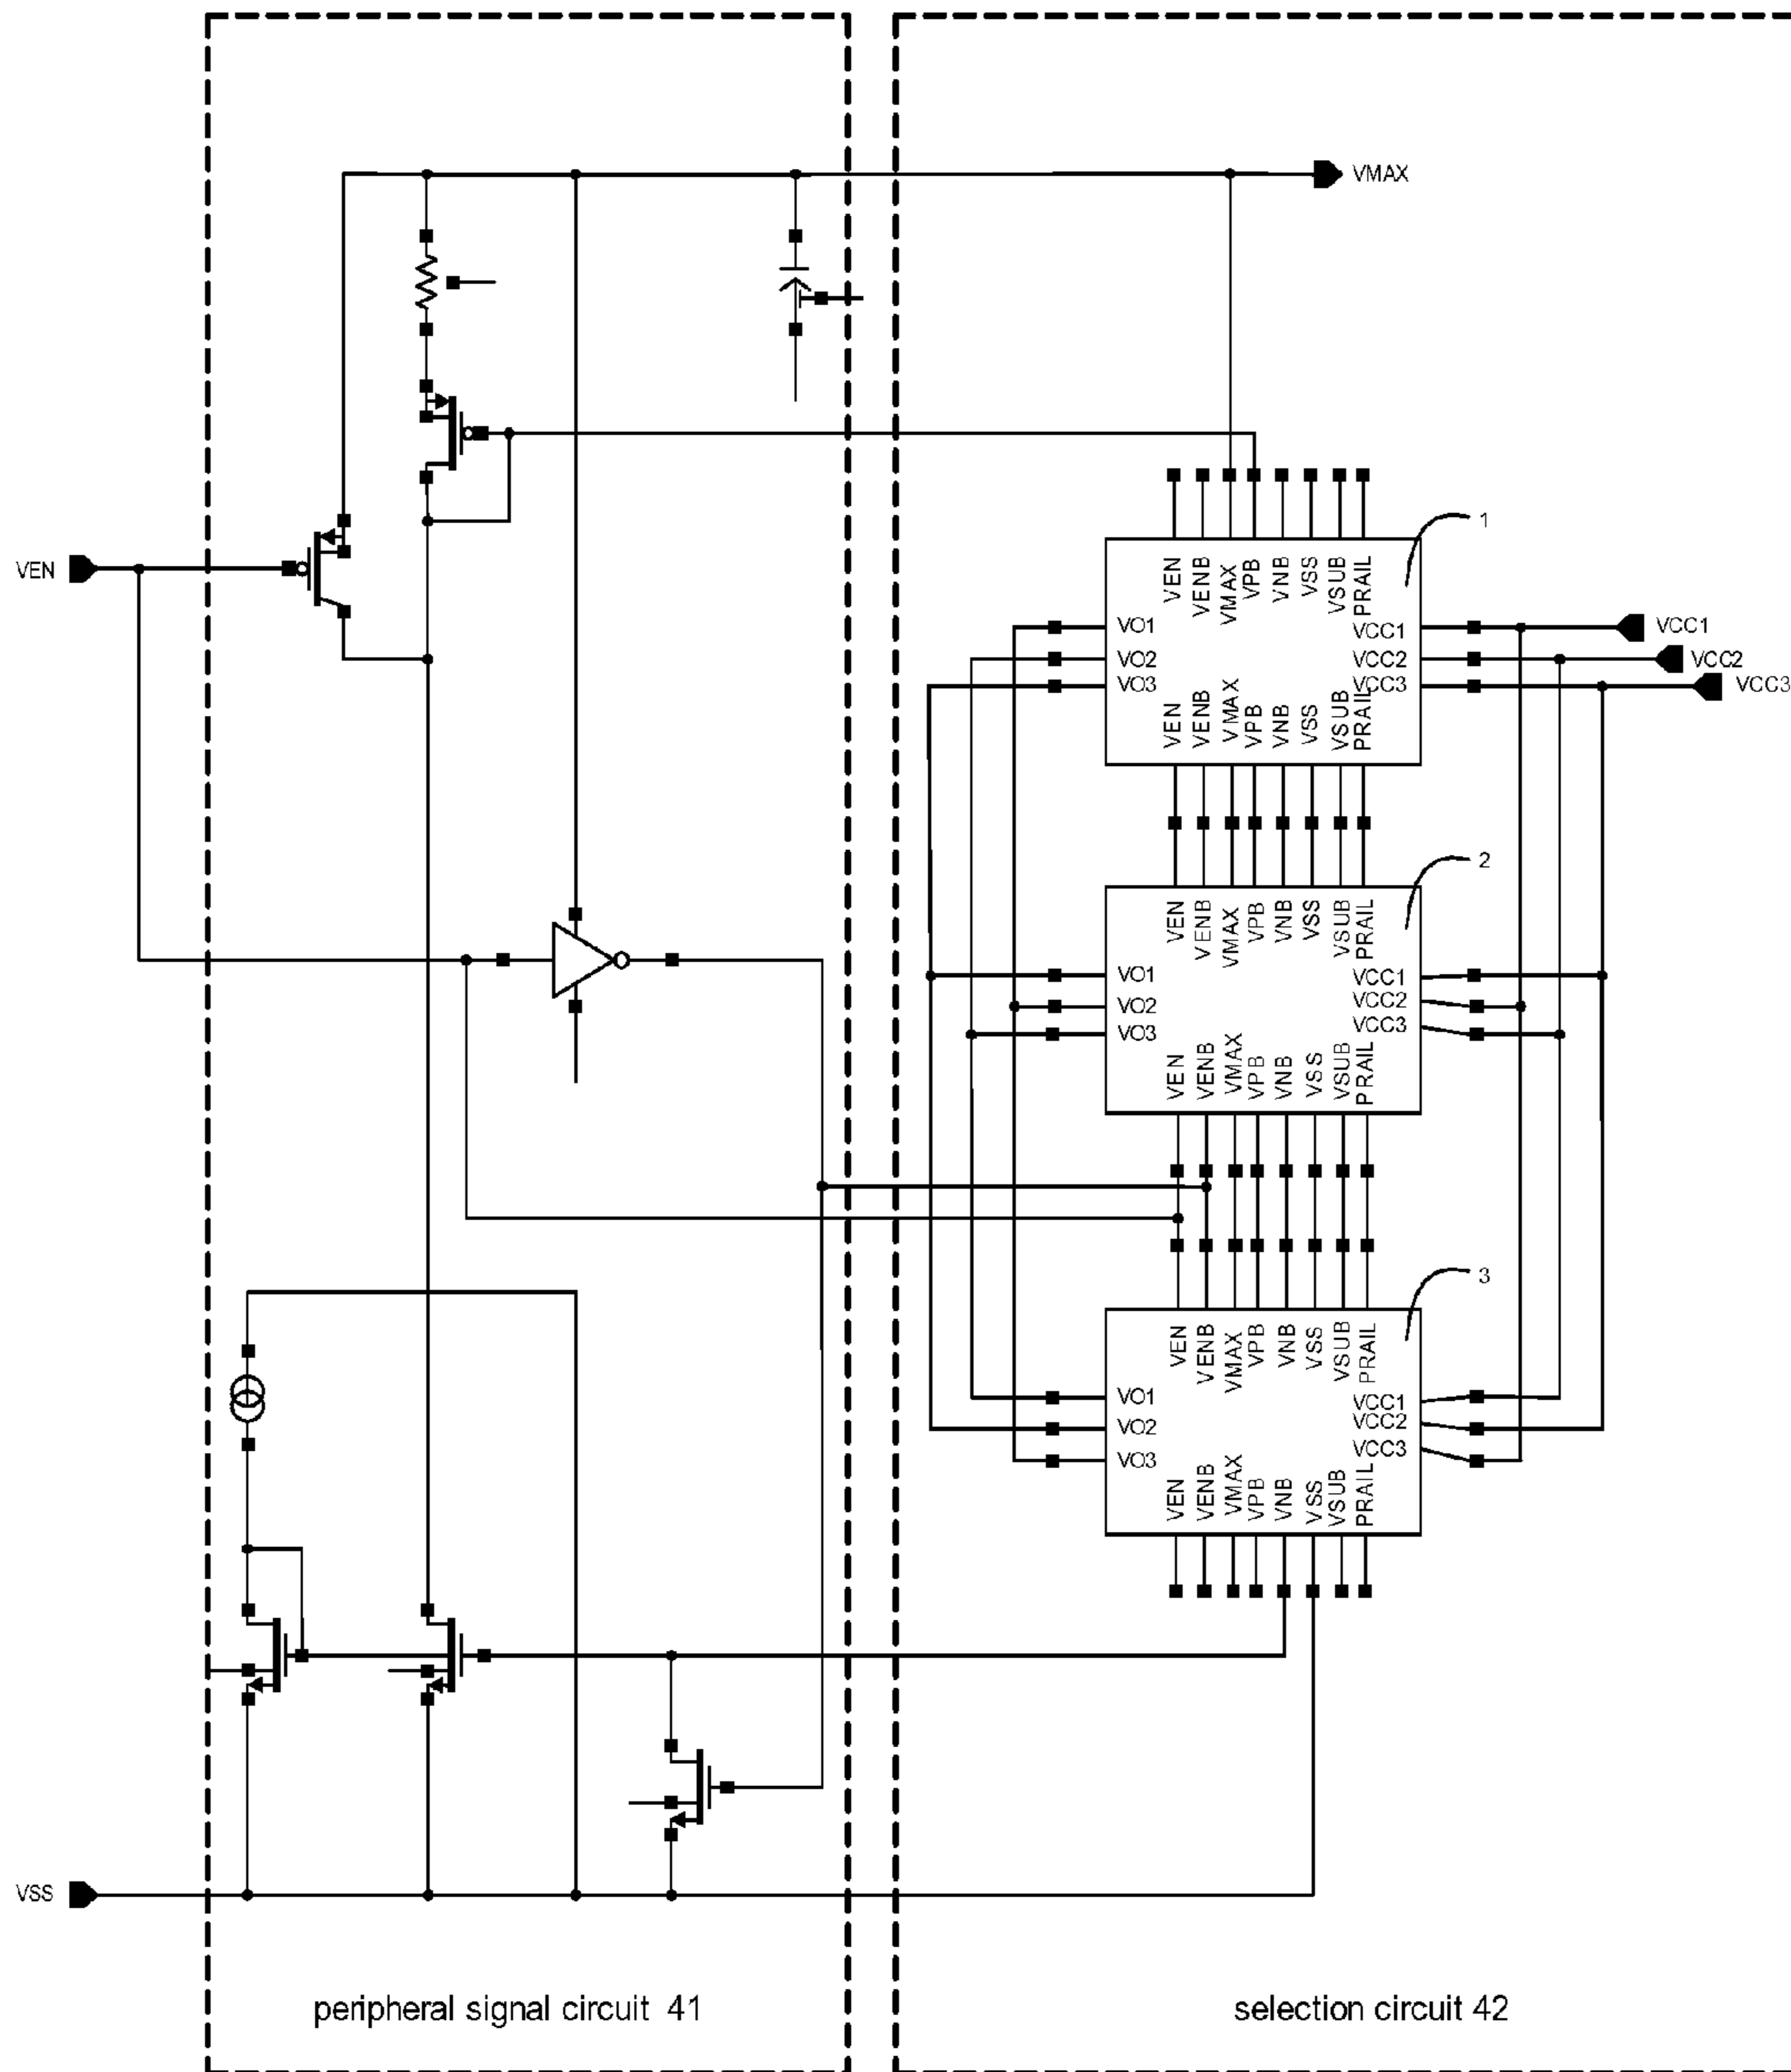 VMAX
VEN
1
VEN VENB VMAX VPB VNB VSS VSUB PRAIL
VO1 VCC1 VCC1
VO2 VCC2 VCC2
VO3 VCC3 VCC3
VEN VENB VMAX VPB VNB VSS VSUB PRAIL
2
VEN VENB VMAX VPB VNB VSS VSUB PRAIL
VO1 VCC1
VO2 VCC2
VO3 VCC3
VEN VENB VMAX VPB VNB VSS VSUB PRAIL
3
VEN VENB VMAX VPB VNB VSS VSUB PRAIL
VO1 VCC1
VO2 VCC2
VO3 VCC3
VEN VENB VMAX VPB VNB VSS VSUB PRAIL
VSS
peripheral signal circuit 41
selection circuit 42